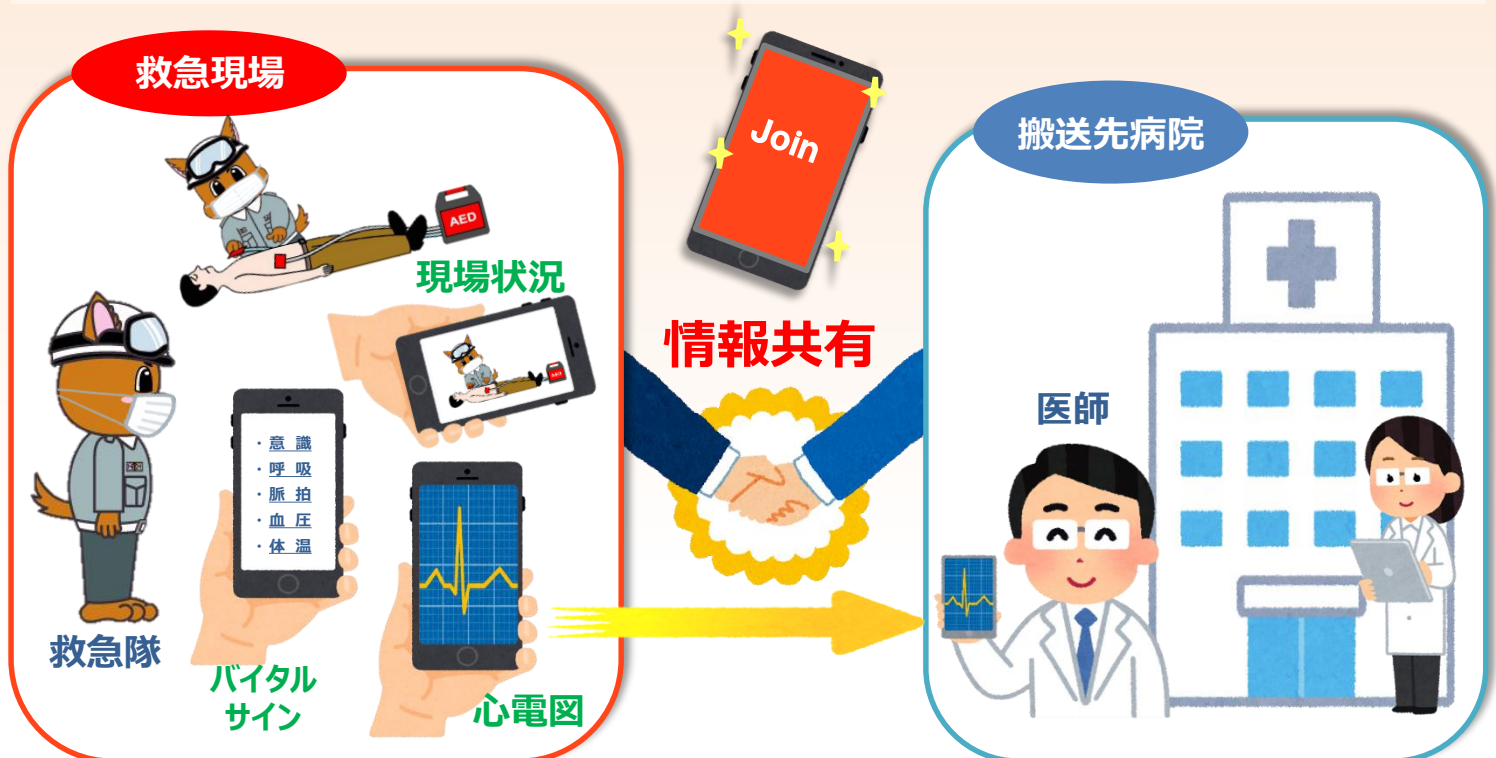 救急現場
AED
現場状況
・意 識
・呼 吸
・脈 拍
・血 圧
・体 温
救急隊
バイタル
サイン
心電図
Join
情報共有
搬送先病院
医師